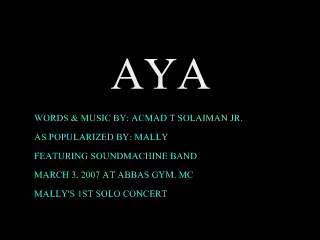 AYA
WORDS & MUSIC BY: ACMAD T SOLAIMAN JR.
AS POPULARIZED BY: MALLY
FEATURING SOUNDMACHINE BAND
MARCH 3, 2007 AT ABBAS GYM. MC
MALLY'S 1ST SOLO CONCERT